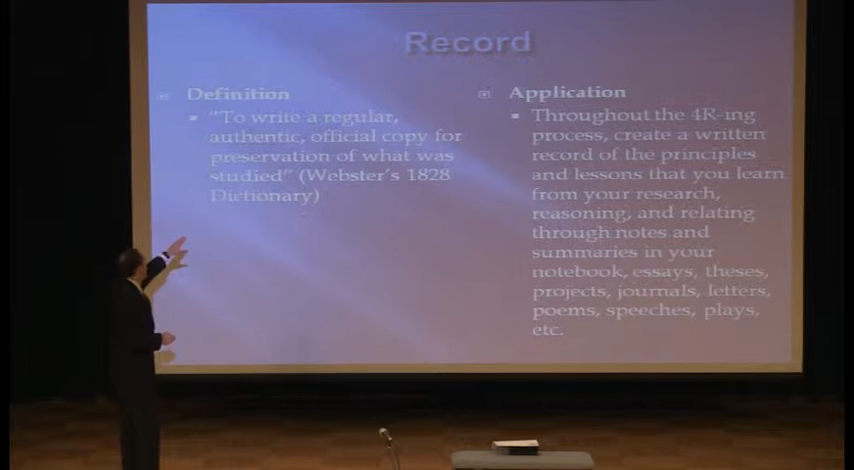 Record
Definition
"To write a regular,
authentic, official copy for
preservation of what was
studied" (Webster's 1828
Dictionary)
Application
Throughout the 4R-ing
process, create a written
record of the principles
and lessons that you learn
from your research,
reasoning, and relating
through notes and
summaries in your
notebook, essays, theses,
projects, journals, letters,
poems, speeches, plays,
etc.